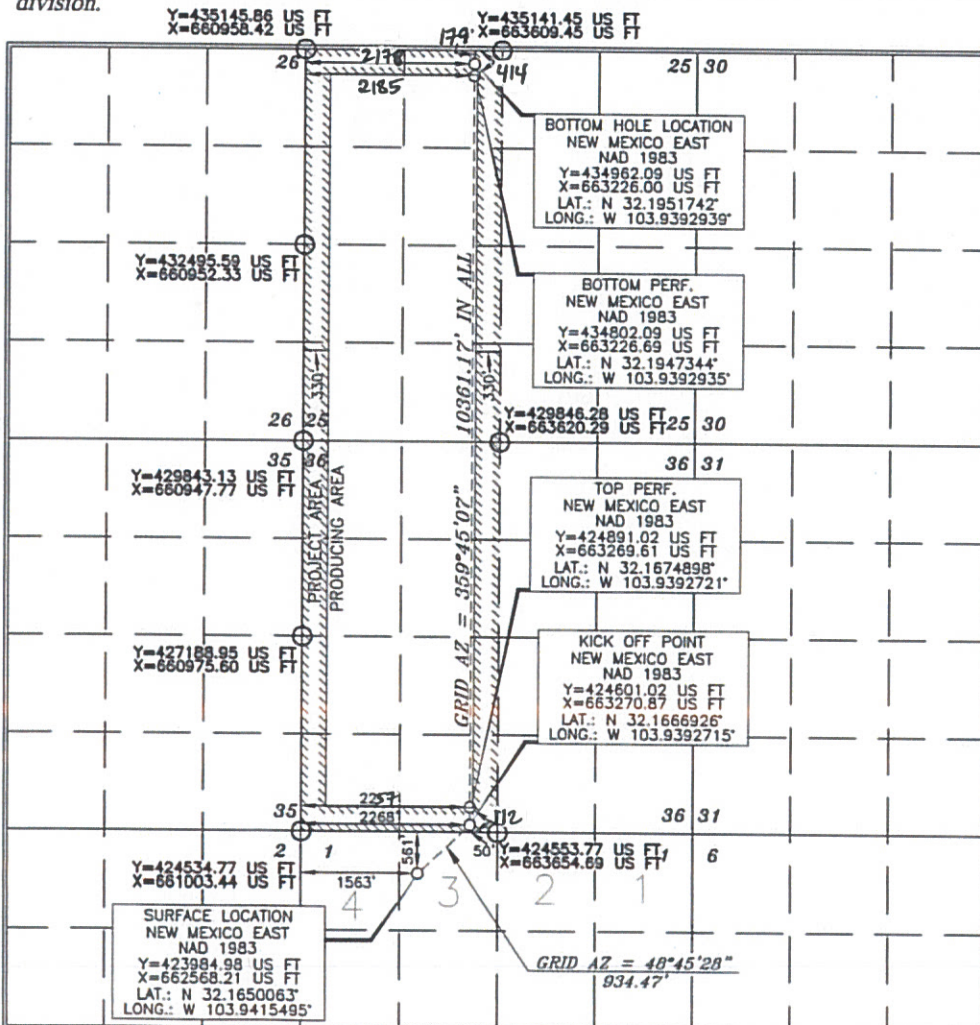 division.
Y=435145.86 US FT
X=660958.42 US FT
Y=435141.45 US FT
X=663609.45 US FT
179'
26
2178
2185
414
25 30
BOTTOM HOLE LOCATION
NEW MEXICO EAST
NAD 1983
Y=434962.09 US FT
X=663226.00 US FT
LAT.: N 32.1951742°
LONG.: W 103.9392939°
Y=432495.59 US FT
X=660952.33 US FT
BOTTOM PERF.
NEW MEXICO EAST
NAD 1983
Y=434802.09 US FT
X=663226.69 US FT
LAT.: N 32.1947344°
LONG.: W 103.9392935°
10361.17' IN ALL
330'
330'
Y=429846.28 US FT
X=663620.29 US FT
26 25
25 30
35 36
36 31
Y=429843.13 US FT
X=660947.77 US FT
PROJECT AREA
PRODUCING AREA
GRID AZ = 359°45'07"
TOP PERF.
NEW MEXICO EAST
NAD 1983
Y=424891.02 US FT
X=663269.61 US FT
LAT.: N 32.1674898°
LONG.: W 103.9392721°
Y=427188.95 US FT
X=660975.60 US FT
KICK OFF POINT
NEW MEXICO EAST
NAD 1983
Y=424601.02 US FT
X=663270.87 US FT
LAT.: N 32.1666926°
LONG.: W 103.9392715°
35
2257
2268'
36 31
2 1
1 6
50'
Y=424534.77 US FT
X=661003.44 US FT
Y=424553.77 US FT
X=663654.69 US FT
561'
1563'
4 3 2 1
SURFACE LOCATION
NEW MEXICO EAST
NAD 1983
Y=423984.98 US FT
X=662568.21 US FT
LAT.: N 32.1650063°
LONG.: W 103.9415495°
GRID AZ = 48°45'28"
934.47'